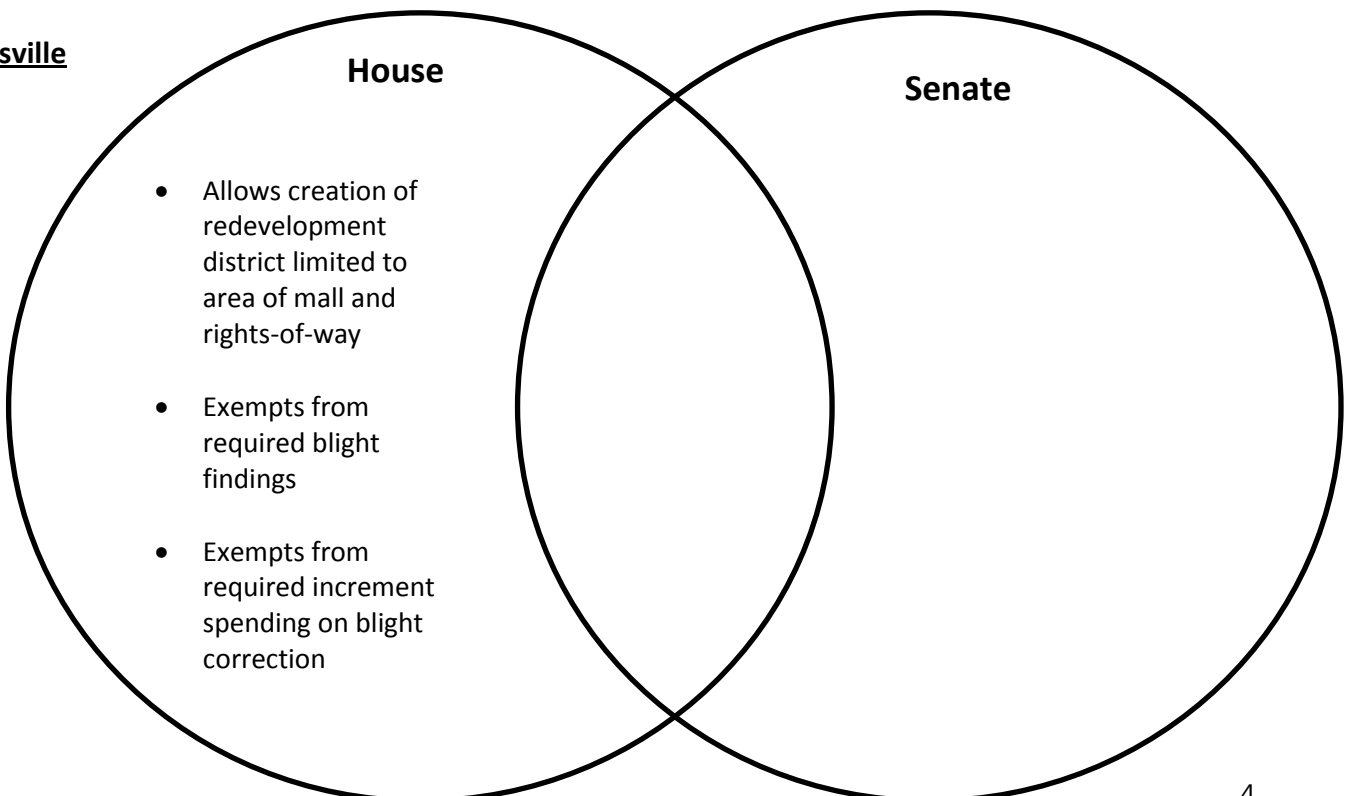 sville
House
Senate
• Allows creation of
redevelopment
district limited to
area of mall and
rights-of-way
• Exempts from
required blight
findings
• Exempts from
required increment
spending on blight
correction
4